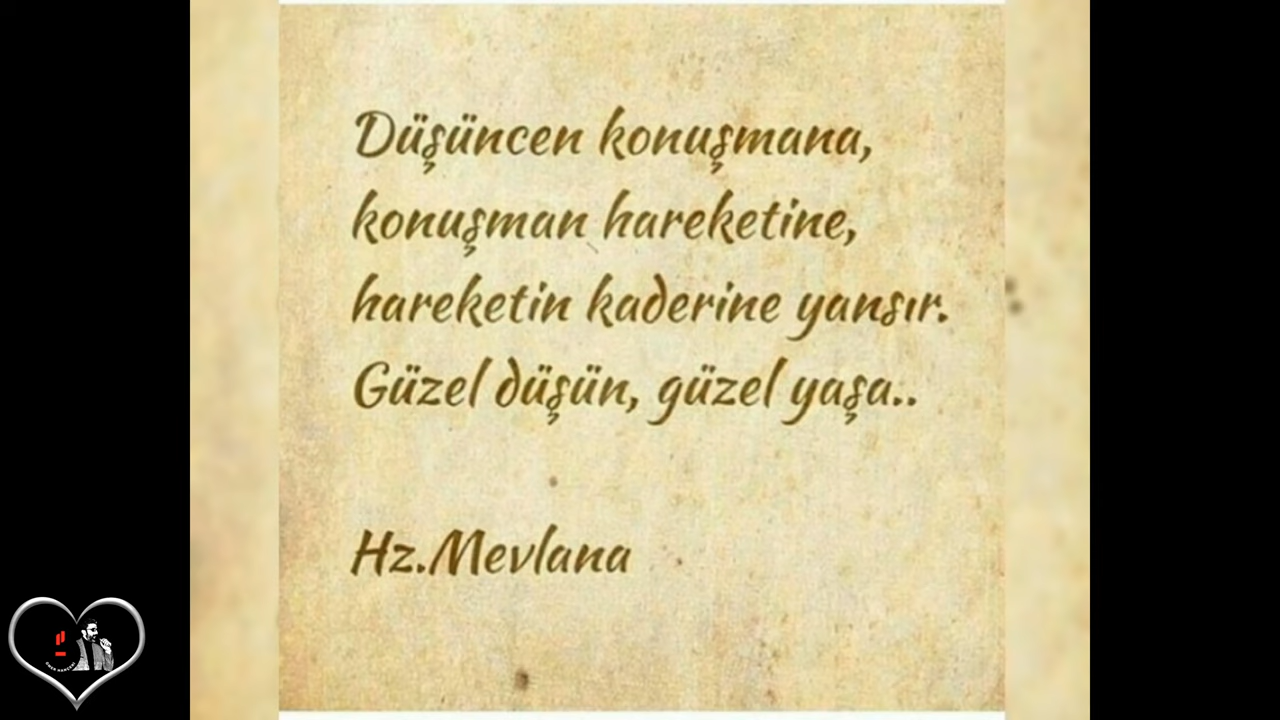 Düşüncen konuşmana,
konuşman hareketine,
hareketin kaderine yansır.
Güzel düşün, güzel yaşa..
Hz.Mevlana